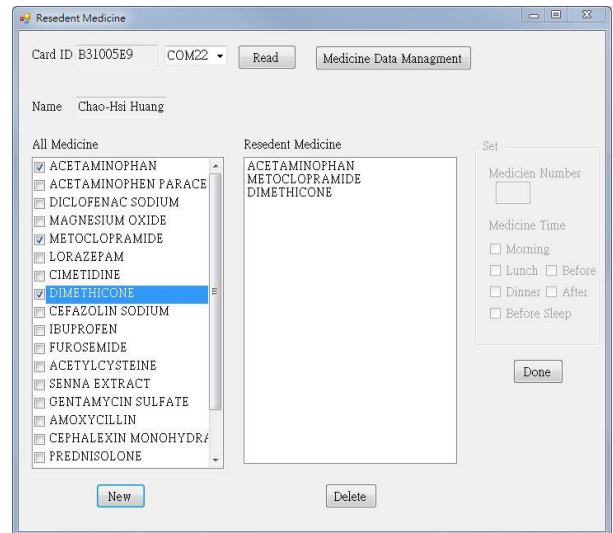 Resedent Medicine
Card ID B31005E9 COM22 Read Medicine Data Managment
Name Chao-Hsi Huang
All Medicine
ACETAMINOPHAN
ACETAMINOPHEN PARACE
DICLOFENAC SODIUM
MAGNESIUM OXIDE
METOCLOPRAMIDE
LORAZEPAM
CIMETIDINE
DIMETHICONE
CEFAZOLIN SODIUM
IBUPROFEN
FUROSEMIDE
ACETYLCYSTEINE
SENNA EXTRACT
GENTAMYCIN SULFATE
AMOXYCILLIN
CEPHALEXIN MONOHYDRA
PREDNISOLONE
New
Resedent Medicine
ACETAMINOPHAN
METOCLOPRAMIDE
DIMETHICONE
Delete
Set
Medicien Number
Medicine Time
Morning
Lunch Before
Dinner After
Before Sleep
Done